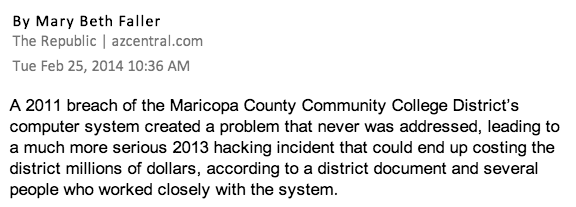 By Mary Beth Faller
The Republic | azcentral.com
Tue Feb 25, 2014 10:36 AM
A 2011 breach of the Maricopa County Community College District's
computer system created a problem that never was addressed, leading to
a much more serious 2013 hacking incident that could end up costing the
district millions of dollars, according to a district document and several
people who worked closely with the system.